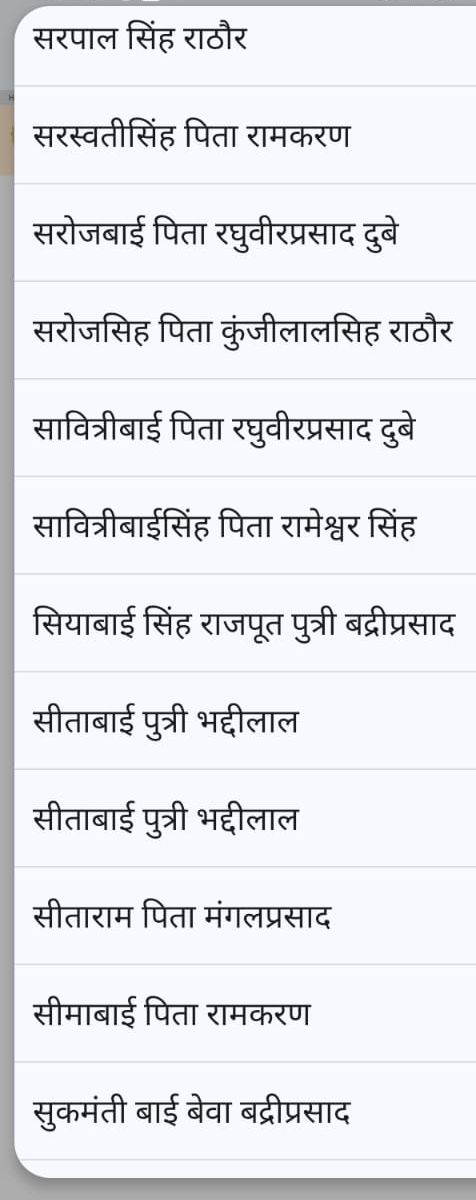 सरपाल सिंह राठौर
सरस्वतीसिंह पिता रामकरण
सरोजबाई पिता रघुवीरप्रसाद दुबे
सरोजसिह पिता कुंजीलालसिह राठौर
सावित्रीबाई पिता रघुवीरप्रसाद दुबे
सावित्रीबाईसिंह पिता रामेश्वर सिंह
सियाबाई सिंह राजपूत पुत्री बद्रीप्रसाद
सीताबाई पुत्री भद्दीलाल
सीताबाई पुत्री भद्दीलाल
सीताराम पिता मंगलप्रसाद
सीमाबाई पिता रामकरण
सुकमंती बाई बेवा बद्रीप्रसाद